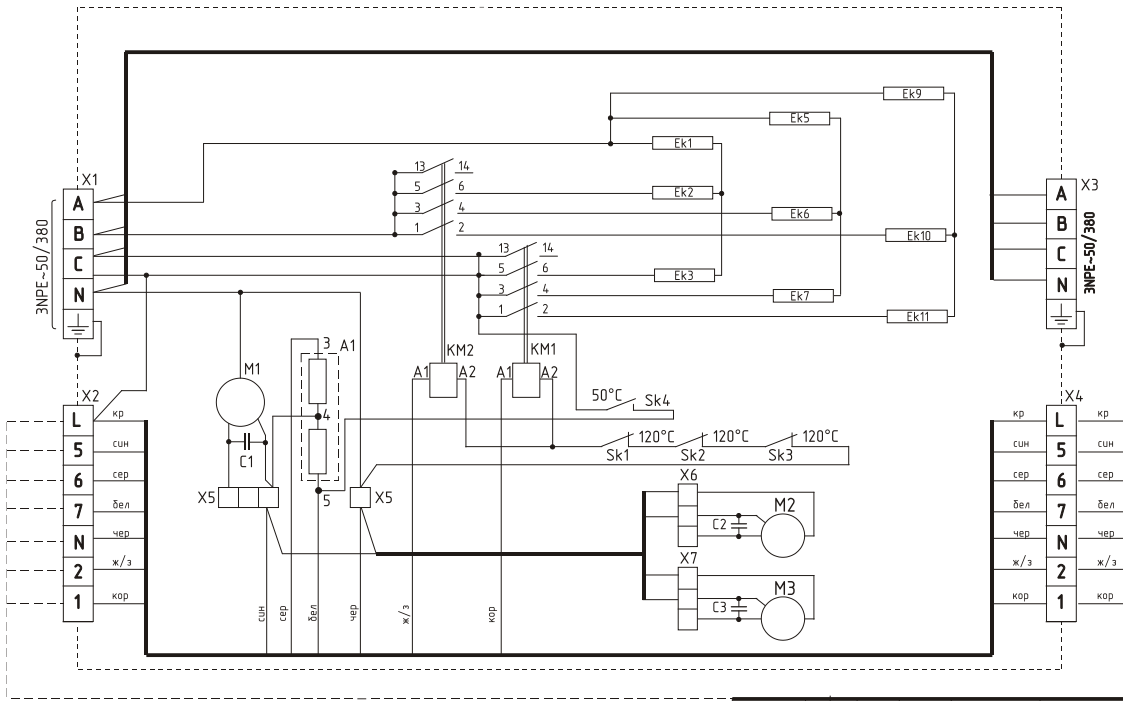 Ek9
Ek5
Ek1
13 14
X1
X3
5 6
Ek2
A
A
3 4
Ek6
B
1 2
Ek10
B
3NPE~50/380
3NPE~50/380
13 14
C
C
5 6
Ek3
N
3 4
Ek7
N
1 2
Ek11
3 A1
KM2
KM1
M1
A1 A2
A1 A2
X2
50°C Sk4
X4
L кр
4
кр L кр
120°C 120°C 120°C
5 син
син 5 син
C1
Sk1 Sk2 Sk3
6 сер
сер 6 сер
X5
5
X5
X6
7 бел
M2
бел 7 бел
C2
N чер
чер N чер
X7
2 ж/з
ж/з 2 ж/з
M3
1 кор
C3
кор 1 кор
син сер бел чер ж/з кор